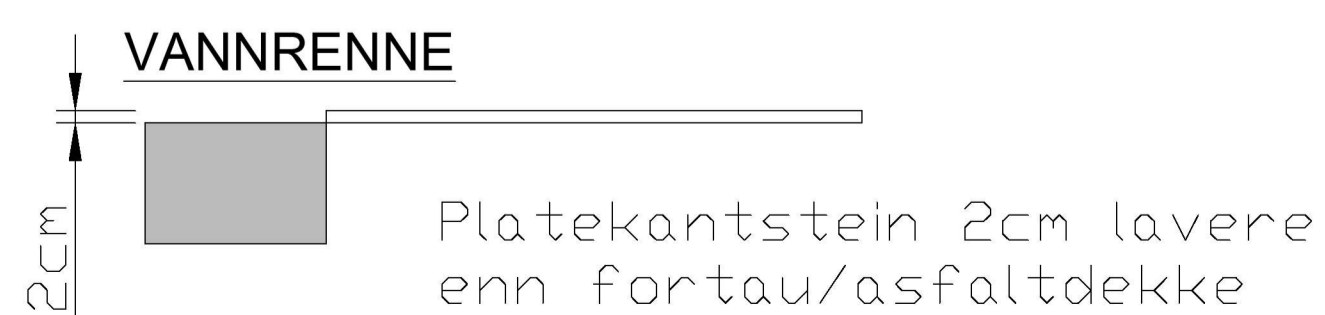 VANNRENNE
2cm
Platekantstein 2cm lavere
enn fortau/asfaltdekke